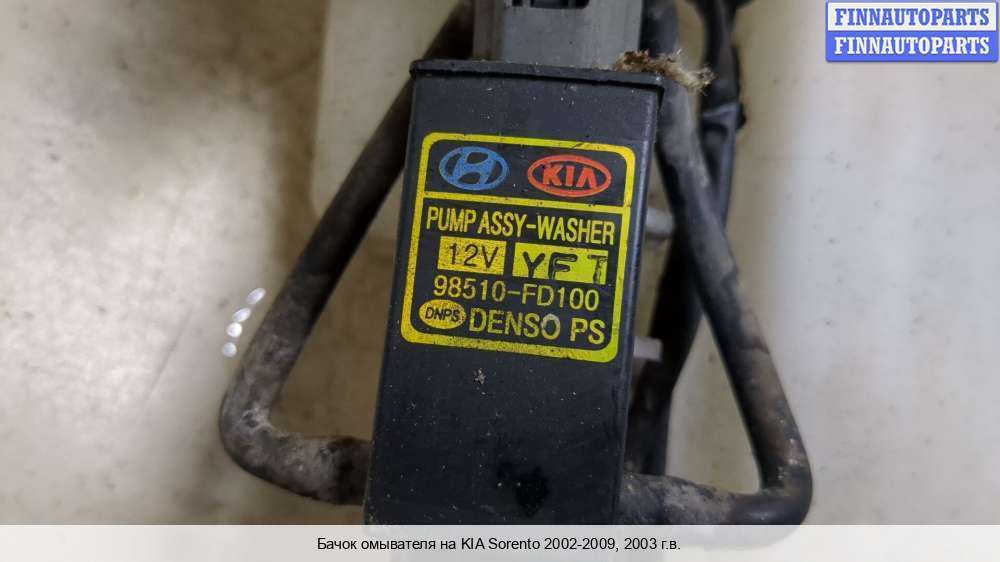 FINNAUTOPARTS
FINNAUTOPARTS
KIA
PUMP ASSY-WASHER
12V YFT
98510-FD100
DNPS DENSO PS
Бачок омывателя на KIA Sorento 2002-2009, 2003 г.в.